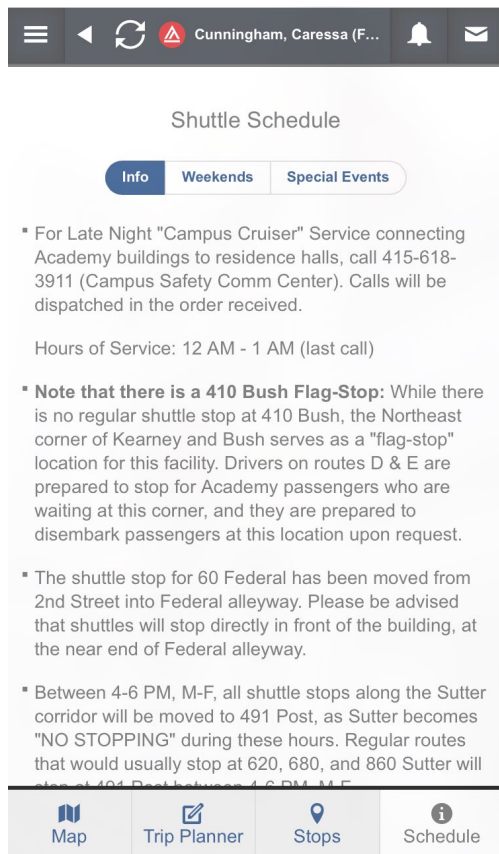 Cunningham, Caressa (F...
Shuttle Schedule
Info Weekends Special Events
For Late Night "Campus Cruiser" Service connecting
Academy buildings to residence halls, call 415-618-
3911 (Campus Safety Comm Center). Calls will be
dispatched in the order received.
Hours of Service: 12 AM - 1 AM (last call)
Note that there is a 410 Bush Flag-Stop: While there
is no regular shuttle stop at 410 Bush, the Northeast
corner of Kearney and Bush serves as a "flag-stop"
location for this facility. Drivers on routes D & E are
prepared to stop for Academy passengers who are
waiting at this corner, and they are prepared to
disembark passengers at this location upon request.
The shuttle stop for 60 Federal has been moved from
2nd Street into Federal alleyway. Please be advised
that shuttles will stop directly in front of the building, at
the near end of Federal alleyway.
Between 4-6 PM, M-F, all shuttle stops along the Sutter
corridor will be moved to 491 Post, as Sutter becomes
"NO STOPPING" during these hours. Regular routes
that would usually stop at 620, 680, and 860 Sutter will
stop at 491 Post between 4-6 PM, M-F
Map Trip Planner Stops Schedule